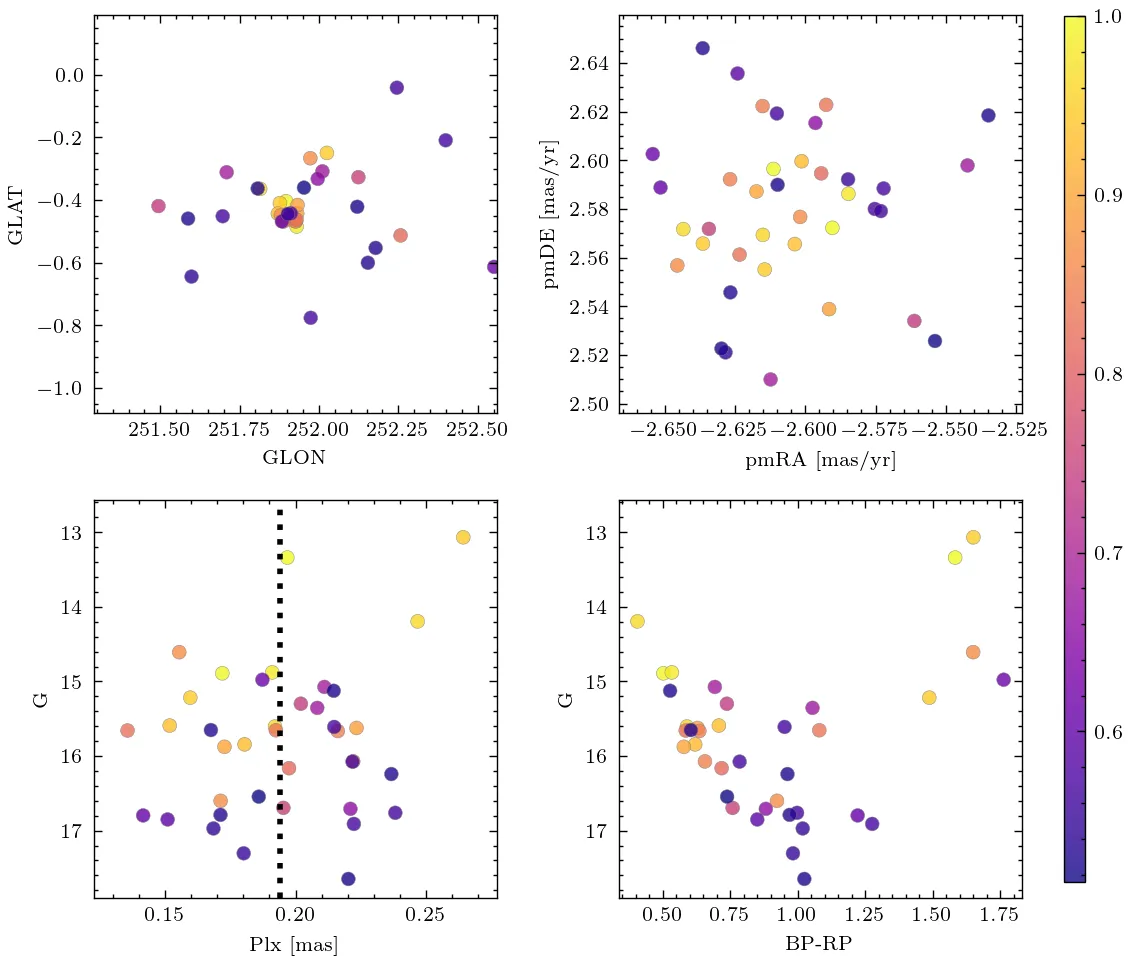 0.0
−0.2
−0.4
−0.6
−0.8
−1.0
GLAT
251.50 251.75 252.00 252.25 252.50
GLON
2.64
2.62
2.60
2.58
2.56
2.54
2.52
2.50
pmDE [mas/yr]
−2.650 −2.625 −2.600 −2.575 −2.550 −2.525
pmRA [mas/yr]
1.0
0.9
0.8
0.7
0.6
13
14
15
16
17
G
0.15 0.20 0.25
Plx [mas]
13
14
15
16
17
G
0.50 0.75 1.00 1.25 1.50 1.75
BP-RP